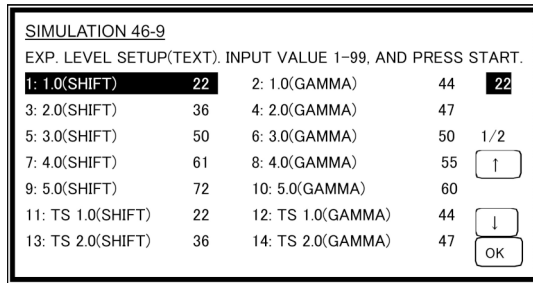 SIMULATION 46-9
EXP. LEVEL SETUP(TEXT). INPUT VALUE 1-99, AND PRESS START.
1: 1.0(SHIFT) 22 2: 1.0(GAMMA) 44 22
3: 2.0(SHIFT) 36 4: 2.0(GAMMA) 47
5: 3.0(SHIFT) 50 6: 3.0(GAMMA) 50 1/2
7: 4.0(SHIFT) 61 8: 4.0(GAMMA) 55 ↑
9: 5.0(SHIFT) 72 10: 5.0(GAMMA) 60
11: TS 1.0(SHIFT) 22 12: TS 1.0(GAMMA) 44 ↓
13: TS 2.0(SHIFT) 36 14: TS 2.0(GAMMA) 47 OK